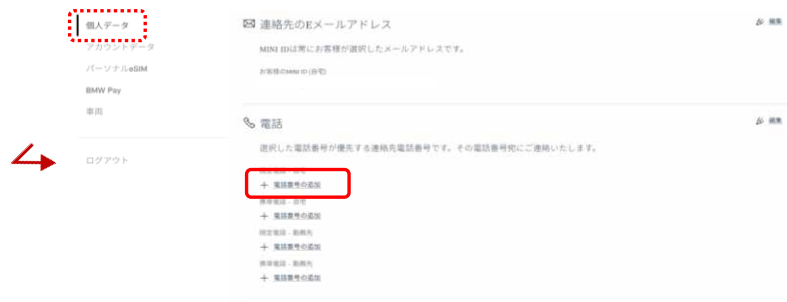 個人データ
アカウントデータ
パーソナルeSIM
BMW Pay
車両
ログアウト
連絡先のEメールアドレス
編集
MINI IDは常にお客様が選択したメールアドレスです。
お客様のMINI ID (自宅)
電話
編集
選択した電話番号が優先する連絡先電話番号です。その電話番号宛にご連絡いたします。
+ 電話番号の追加
携帯電話 - 自宅
+ 電話番号の追加
固定電話 - 勤務先
+ 電話番号の追加
携帯電話 - 勤務先
+ 電話番号の追加